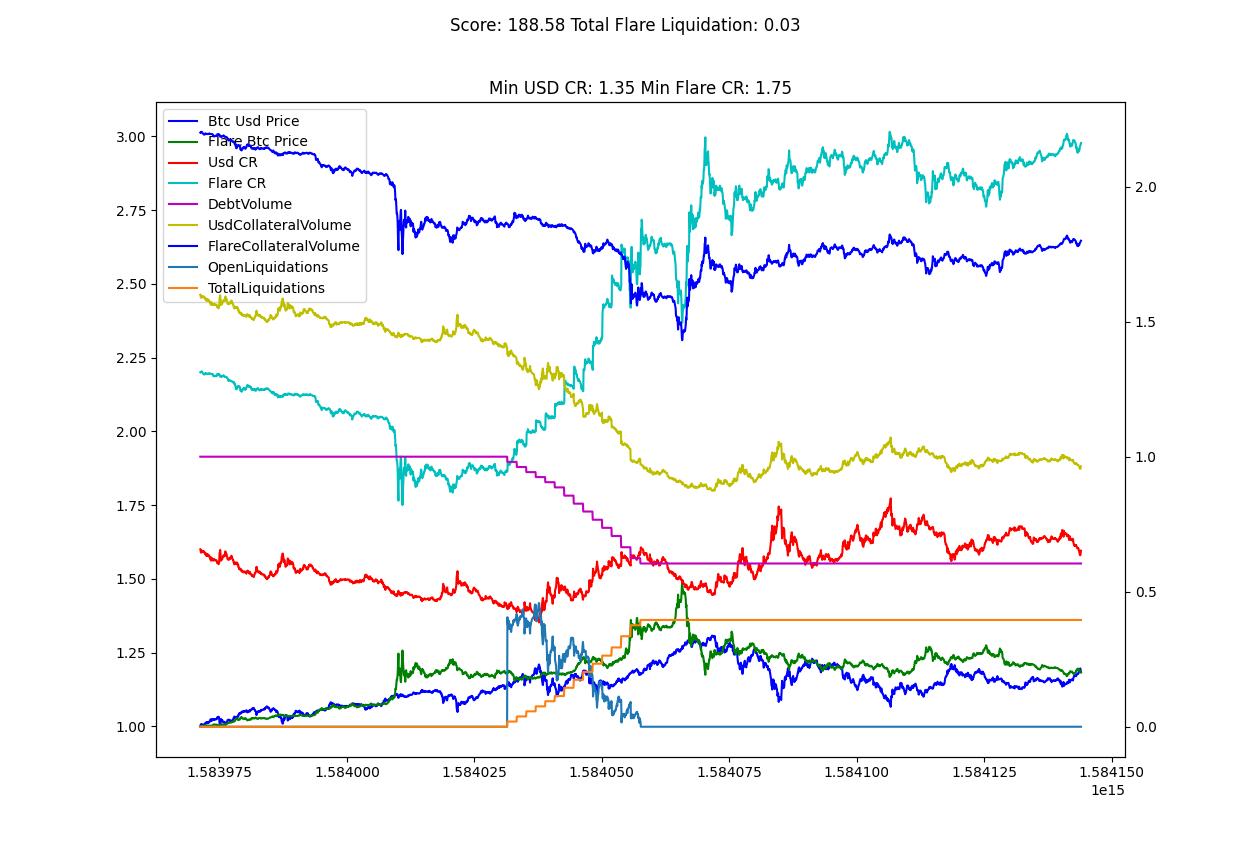 Score: 188.58 Total Flare Liquidation: 0.03
Min USD CR: 1.35 Min Flare CR: 1.75
Btc Usd Price
Flare Btc Price
Usd CR
Flare CR
DebtVolume
UsdCollateralVolume
FlareCollateralVolume
OpenLiquidations
TotalLiquidations
3.00
2.75
2.50
2.25
2.00
1.75
1.50
1.25
1.00
2.0
1.5
1.0
0.5
0.0
1.583975 1.584000 1.584025 1.584050 1.584075 1.584100 1.584125 1.584150
1e15